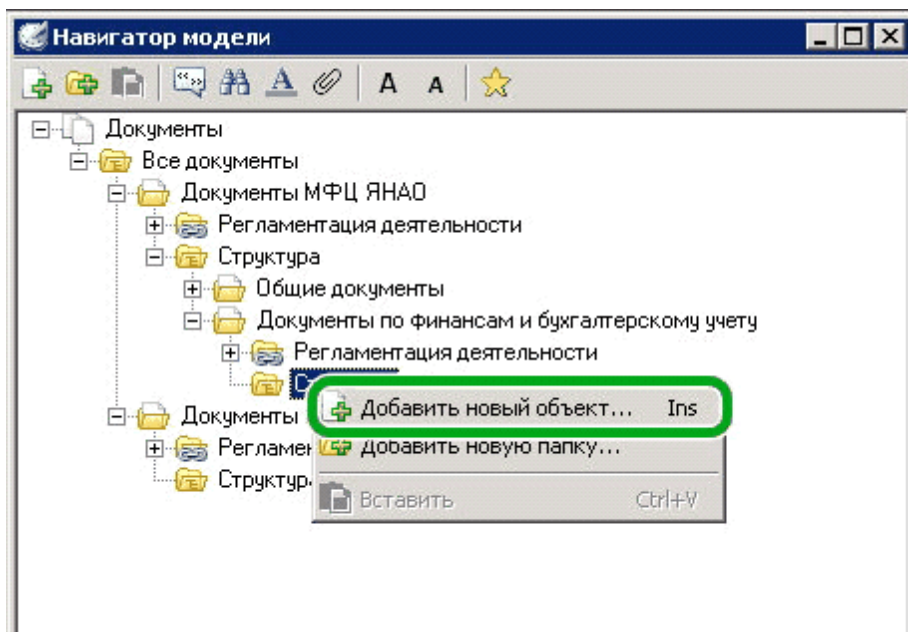 Навигатор модели
A A A
Документы
Все документы
Документы МФЦ ЯНАО
Регламентация деятельности
Структура
Общие документы
Документы по финансам и бухгалтерскому учету
Регламентация деятельности
Добавить новый объект... Ins
Документы
Добавить новую папку...
Вставить Ctrl+V